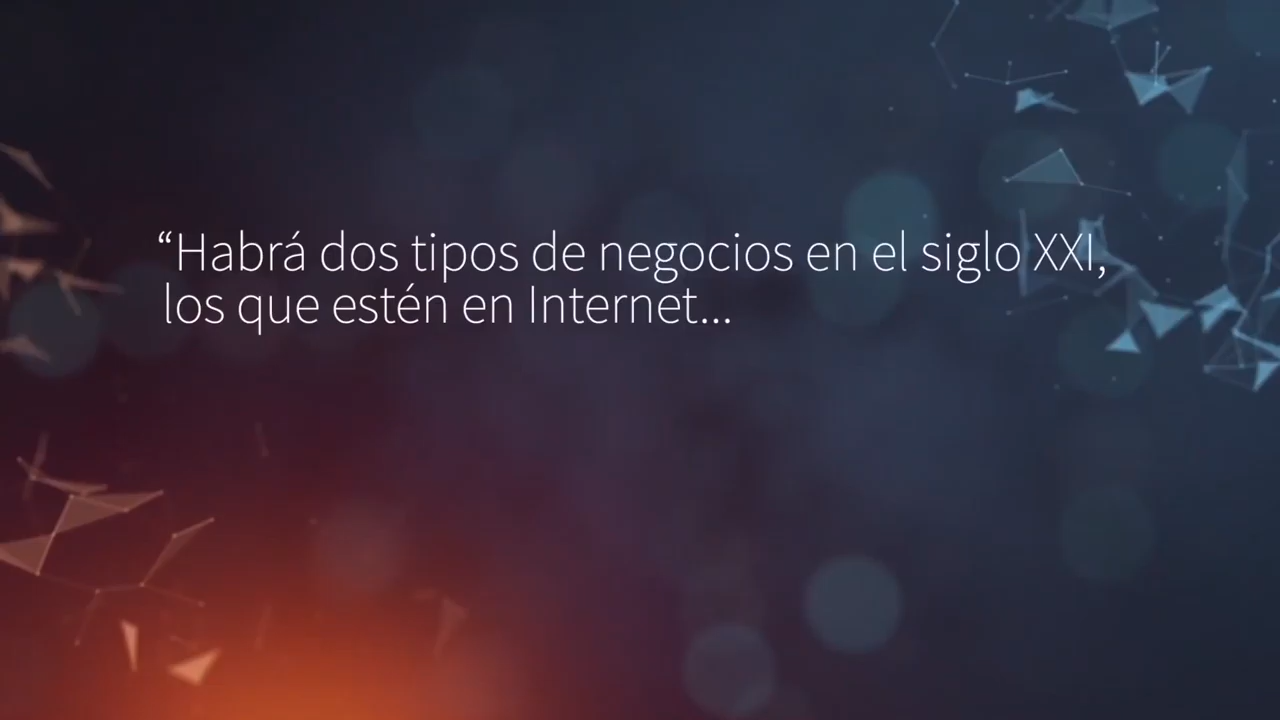 “Habrá dos tipos de negocios en el siglo XXI,
los que estén en Internet...